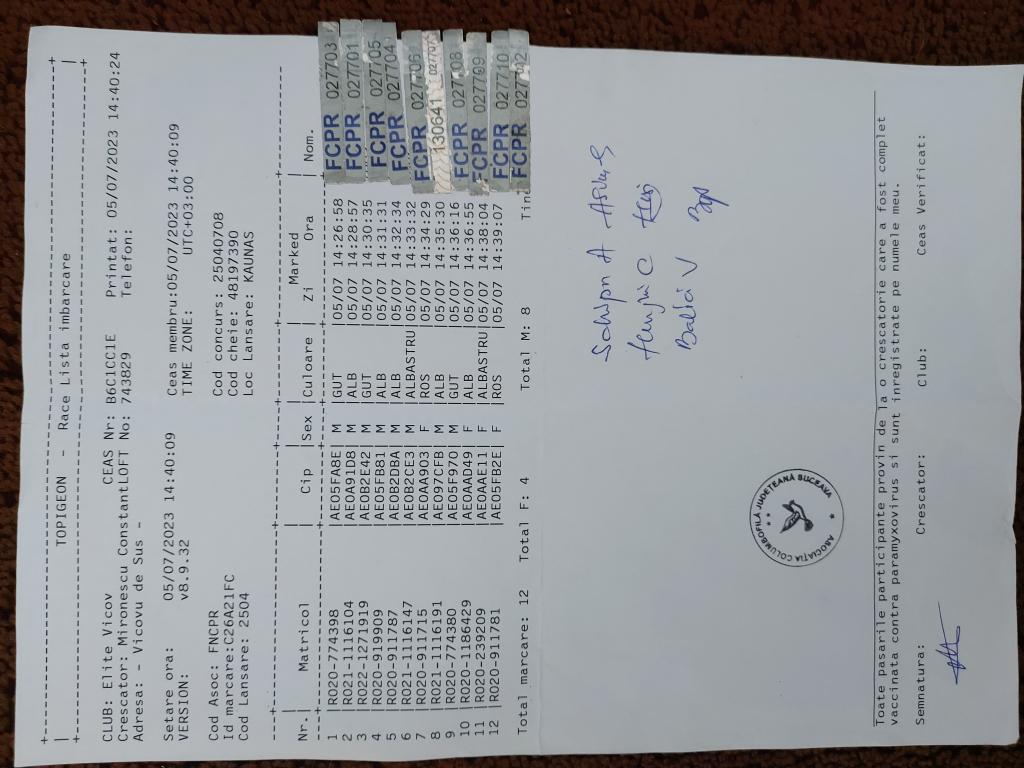 TOPIGEON - Race Lista imbarcare
CLUB: Elite Vicov CEAS Nr: B6C1CC1E Printat: 05/07/2023 14:40:24
Crescator: Mironescu ConstantLOFT No: 743829 Telefon:
Adresa: - Vicovu de Sus -
Setare ora: 05/07/2023 14:40:09 Ceas membru:05/07/2023 14:40:09
VERSION: v8.9.32 TIME ZONE: UTC+03:00
Cod Asoc: FNCPR Cod concurs: 25040708
Id marcare:C26A21FC Cod cheie: 48197390
Cod Lansare: 2504 Loc Lansare: KAUNAS
Marked
Nr.| Matricol | Cip |Sex |Culoare | Zi Ora | Nom.
1 |RO20-774398 |AE05FABE| M |GUT |05/07 14:26:58 FCPR 027703
2 |RO21-1116104 |AE0A91D8| M |ALB |05/07 14:28:57 FCPR 027701
3 |RO22-1271919 |AE0B2E42| M |GUT |05/07 14:30:35 FCPR 027705
4 |RO20-919909 |AE05FB81| M |ALB |05/07 14:31:31 FCPR 027704
5 |RO20-911787 |AE0B2DBA| M |ALB |05/07 14:32:34
6 |RO21-1116147 |AE0B2CE3| M |ALBASTRU|05/07 14:33:32 FCPR 027706
7 |RO20-911715 |AE0AA903| F |ROS |05/07 14:34:29 130641
8 |RO21-1116191 |AE097CFB| M |ALB |05/07 14:35:30
9 |RO20-774380 |AE05F970| M |GUT |05/07 14:36:16 FCPR 02708
10 |RO20-1186429 |AE0AAD49| F |ALB |05/07 14:36:55 FCPR 027709
11 |RO20-239209 |AE0AAE11| F |ALBASTRU|05/07 14:38:04 FCPR 027710
12 |RO20-911781 |AE05FB2E| F |ROS |05/07 14:39:07 FCPR 027702
Total marcare: 12 Total F: 4 Total M: 8
ASOCIAȚIA COLUMBOFILĂ JUDEȚEANĂ SUCEAVA
Toate pasarile participante provin de la o crescatorie care a fost complet
vaccinata contra paramyxovirus si sunt inregistrate pe numele meu.
Semnatura: Crescator: Club: Ceas Verificat: